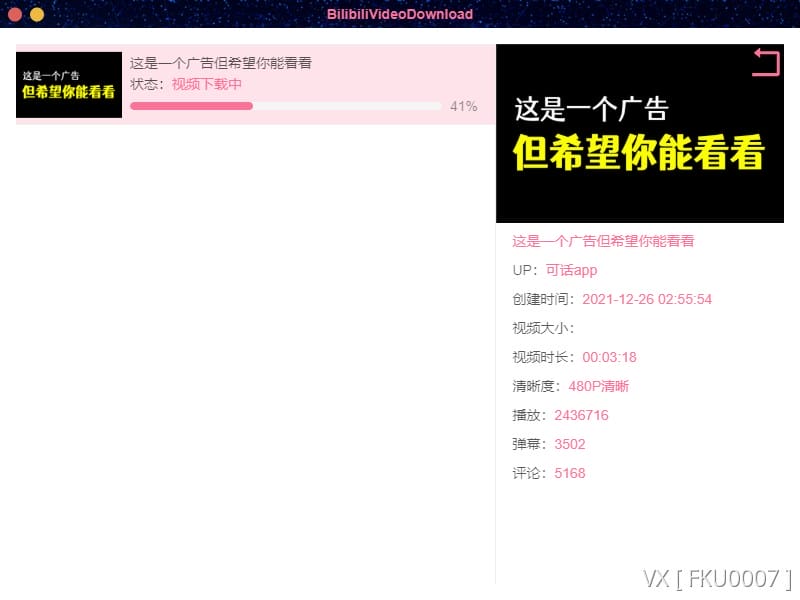 BilibiliVideoDownload
这是一个广告
但希望你能看看
这是一个广告但希望你能看看
状态：视频下载中
41%
这是一个广告
但希望你能看看
这是一个广告但希望你能看看
UP：可话app
创建时间：2021-12-26 02:55:54
视频大小：
视频时长：00:03:18
清晰度：480P清晰
播放：2436716
弹幕：3502
评论：5168
VX [ FKU0007 ]